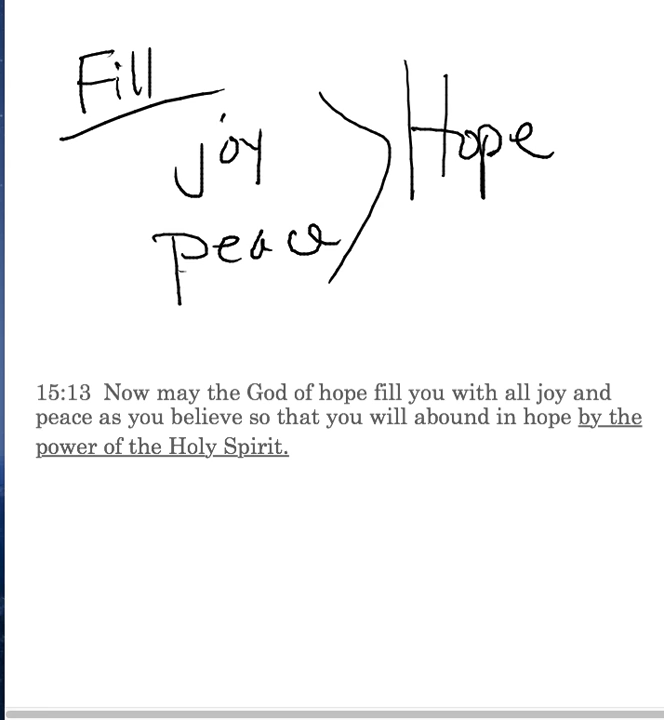 Fill
joy
peace
Hope
15:13 Now may the God of hope fill you with all joy and
peace as you believe so that you will abound in hope by the
power of the Holy Spirit.